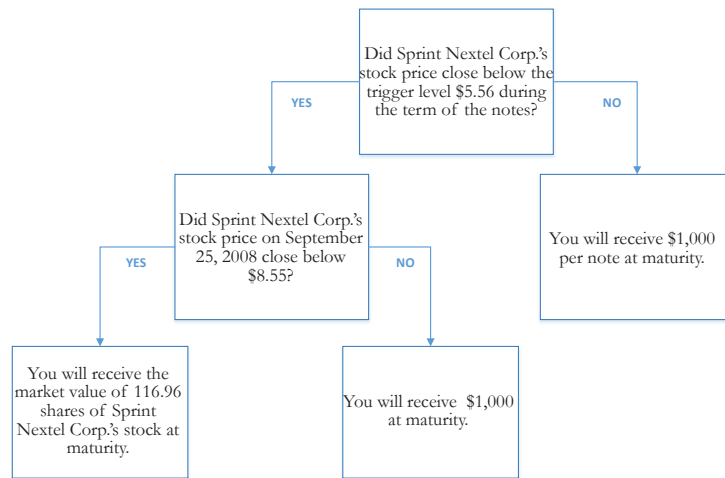 Did Sprint Nextel Corp.'s
stock price close below the
trigger level $5.56 during
the term of the notes?
YES
NO
Did Sprint Nextel Corp.'s
stock price on September
25, 2008 close below
$8.55?
You will receive $1,000
per note at maturity.
YES
NO
You will receive the
market value of 116.96
shares of Sprint
Nextel Corp.'s stock at
maturity.
You will receive $1,000
at maturity.